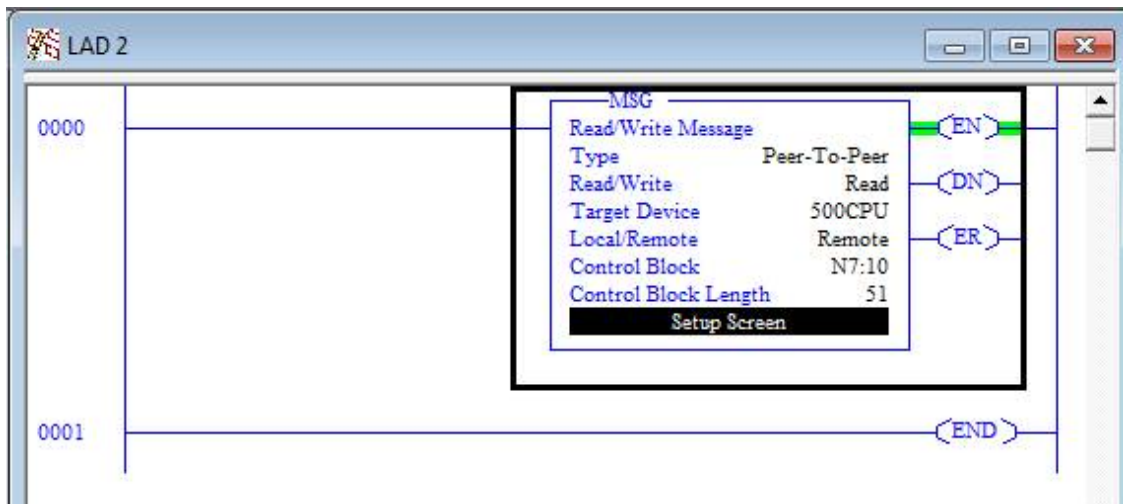 LAD 2
MSG
0000
Read/Write Message
EN
Type Peer-To-Peer
Read/Write Read
DN
Target Device 500CPU
Local/Remote Remote
ER
Control Block N7:10
Control Block Length 51
Setup Screen
0001
END